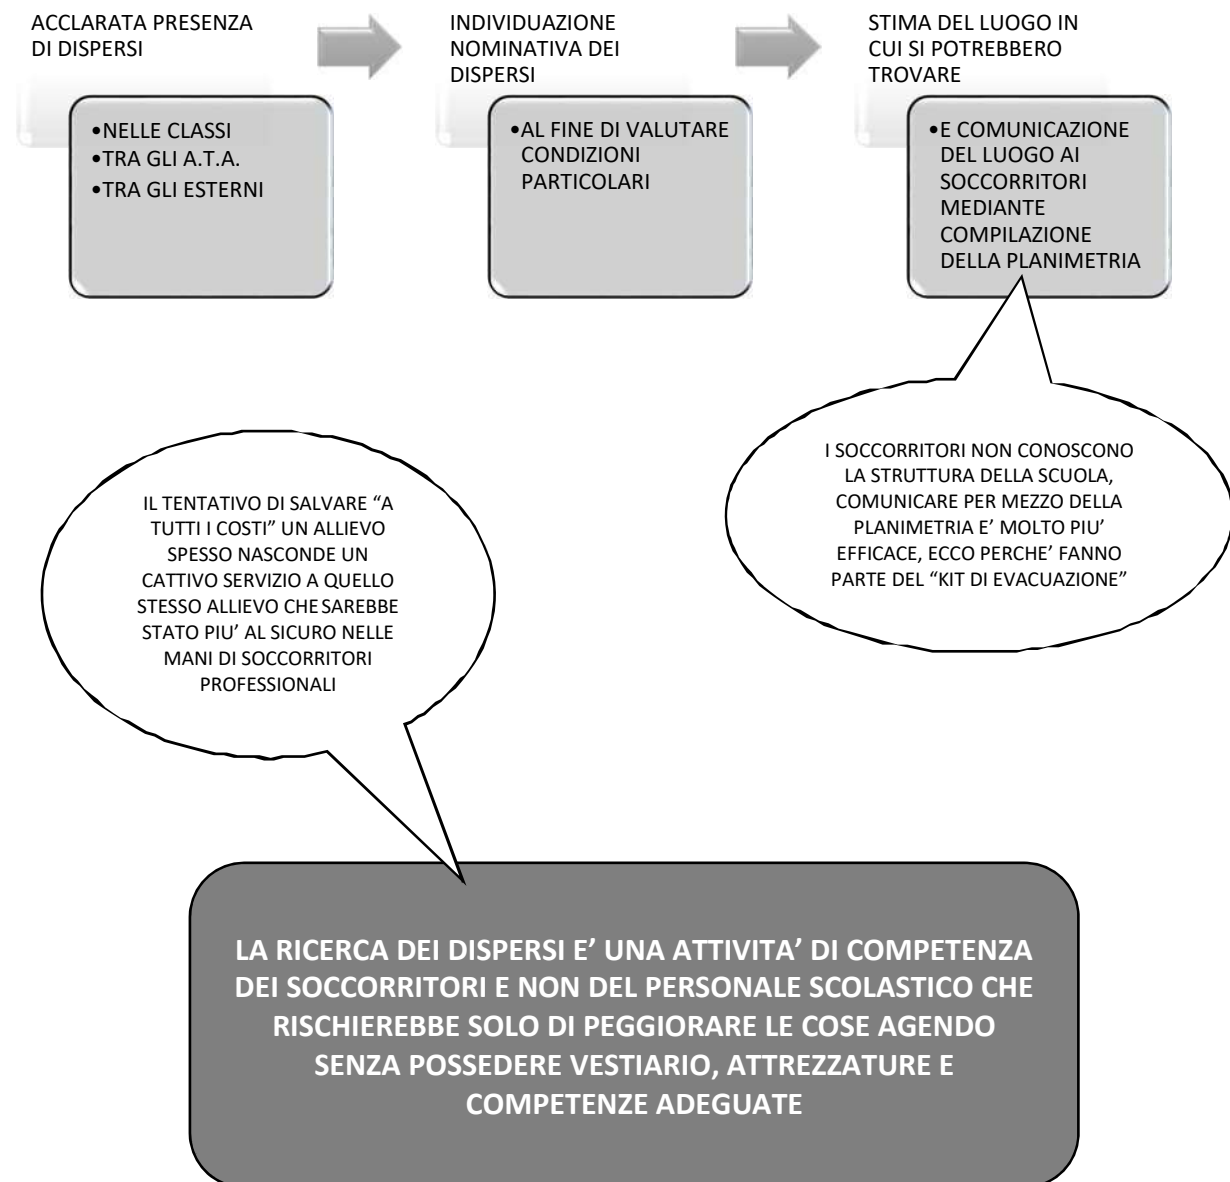 ACCLARATA PRESENZA
DI DISPERSI
•NELLE CLASSI
•TRA GLI A.T.A.
•TRA GLI ESTERNI
INDIVIDUAZIONE
NOMINATIVA DEI
DISPERSI
•AL FINE DI VALUTARE
CONDIZIONI
PARTICOLARI
STIMA DEL LUOGO IN
CUI SI POTREBBERO
TROVARE
•E COMUNICAZIONE
DEL LUOGO AI
SOCCORRITORI
MEDIANTE
COMPILAZIONE
DELLA PLANIMETRIA
I SOCCORRITORI NON CONOSCONO
LA STRUTTURA DELLA SCUOLA,
COMUNICARE PER MEZZO DELLA
PLANIMETRIA E’ MOLTO PIU’
EFFICACE, ECCO PERCHE’ FANNO
PARTE DEL “KIT DI EVACUAZIONE”
IL TENTATIVO DI SALVARE “A
TUTTI I COSTI” UN ALLIEVO
SPESSO NASCONDE UN
CATTIVO SERVIZIO A QUELLO
STESSO ALLIEVO CHE SAREBBE
STATO PIU’ AL SICURO NELLE
MANI DI SOCCORRITORI
PROFESSIONALI
LA RICERCA DEI DISPERSI E’ UNA ATTIVITA’ DI COMPETENZA
DEI SOCCORRITORI E NON DEL PERSONALE SCOLASTICO CHE
RISCHIEREBBE SOLO DI PEGGIORARE LE COSE AGENDO
SENZA POSSEDERE VESTIARIO, ATTREZZATURE E
COMPETENZE ADEGUATE